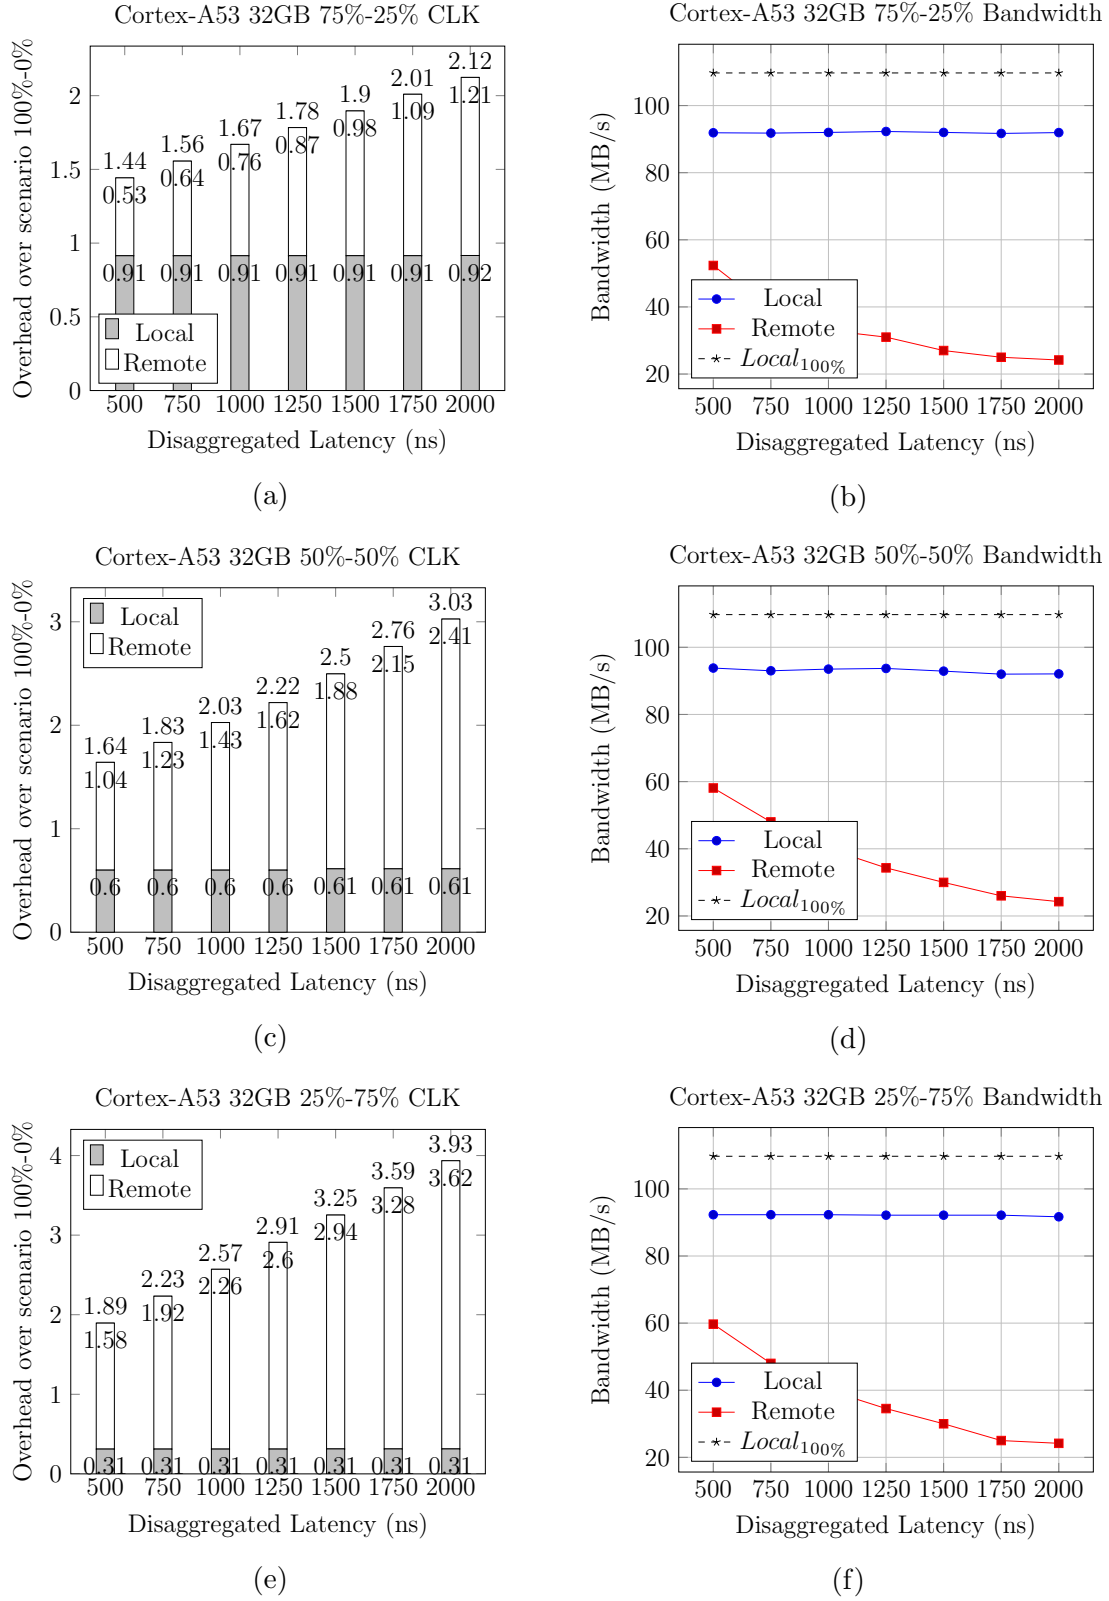 Cortex-A53 32GB 75%-25% CLK
Overhead over scenario 100%-0%
2
1.5
1
0.5
0
1.44 1.56 1.67 1.78 1.9 2.01 2.12
0.53 0.64 0.76 0.87 0.98 1.09 1.21
0.91 0.91 0.91 0.91 0.91 0.91 0.92
Local
Remote
500 750 1000 1250 1500 1750 2000
Disaggregated Latency (ns)
(a)
Cortex-A53 32GB 75%-25% Bandwidth
Bandwidth (MB/s)
100
80
60
40
20
Local
Remote
Local100%
500 750 1000 1250 1500 1750 2000
Disaggregated Latency (ns)
(b)
Cortex-A53 32GB 50%-50% CLK
Overhead over scenario 100%-0%
3
2
1
0
Local
Remote
1.64 1.83 2.03 2.22 2.5 2.76 3.03
1.04 1.23 1.43 1.62 1.88 2.15 2.41
0.6 0.6 0.6 0.6 0.61 0.61 0.61
500 750 1000 1250 1500 1750 2000
Disaggregated Latency (ns)
(c)
Cortex-A53 32GB 50%-50% Bandwidth
Bandwidth (MB/s)
100
80
60
40
20
Local
Remote
Local100%
500 750 1000 1250 1500 1750 2000
Disaggregated Latency (ns)
(d)
Cortex-A53 32GB 25%-75% CLK
Overhead over scenario 100%-0%
4
3
2
1
0
Local
Remote
1.89 2.23 2.57 2.91 3.25 3.59 3.93
1.58 1.92 2.26 2.6 2.94 3.28 3.62
0.31 0.31 0.31 0.31 0.31 0.31 0.31
500 750 1000 1250 1500 1750 2000
Disaggregated Latency (ns)
(e)
Cortex-A53 32GB 25%-75% Bandwidth
Bandwidth (MB/s)
100
80
60
40
20
Local
Remote
Local100%
500 750 1000 1250 1500 1750 2000
Disaggregated Latency (ns)
(f)